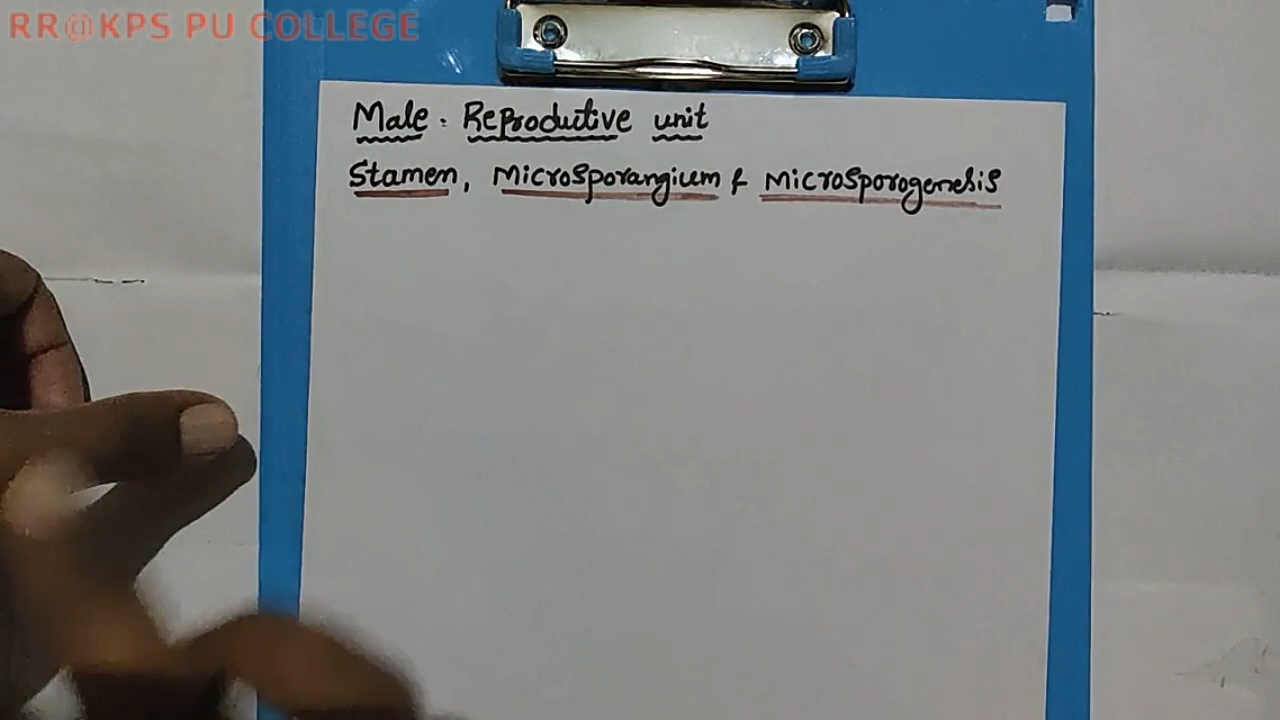 RR@KPS PU COLLEGE
Male : Reproductive unit
Stamen, Microsporangium & Microsporogenesis